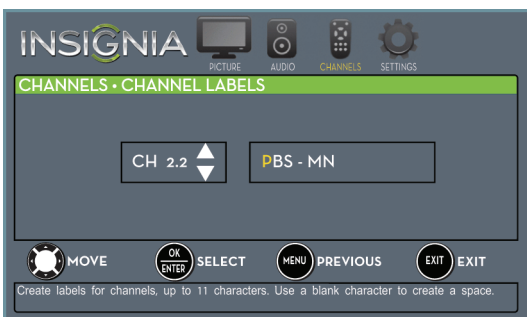 INSIGNIA
PICTURE AUDIO CHANNELS SETTINGS
CHANNELS • CHANNEL LABELS
CH 2.2 PBS - MN
MOVE OK ENTER SELECT MENU PREVIOUS EXIT EXIT
Create labels for channels, up to 11 characters. Use a blank character to create a space.